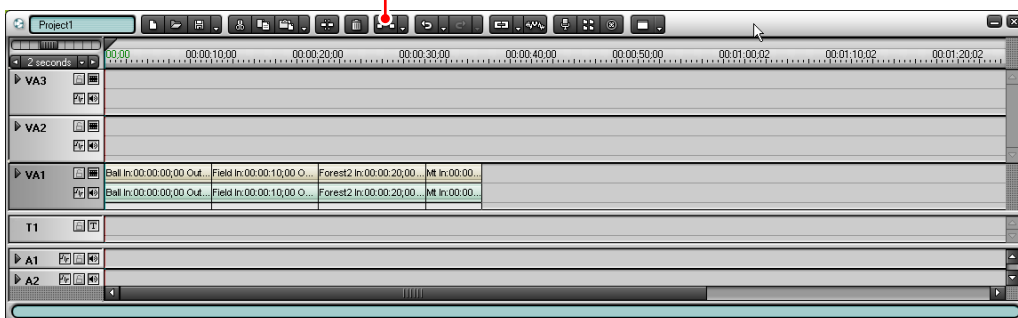 Project1
00:00 00:00:10;00 00:00:20;00 00:00:30;00 00:00:40;00 00:00:50;00 00:01:00;02 00:01:10;02 00:01:20;02
2 seconds
VA3
VA2
VA1 Ball In:00:00:00;00 Out... Field In:00:00:10;00 O... Forest2 In:00:00:20;00 ... Mt In:00:00...
Ball In:00:00:00;00 Out... Field In:00:00:10;00 O... Forest2 In:00:00:20;00 ... Mt In:00:00...
T1 T
A1
A2